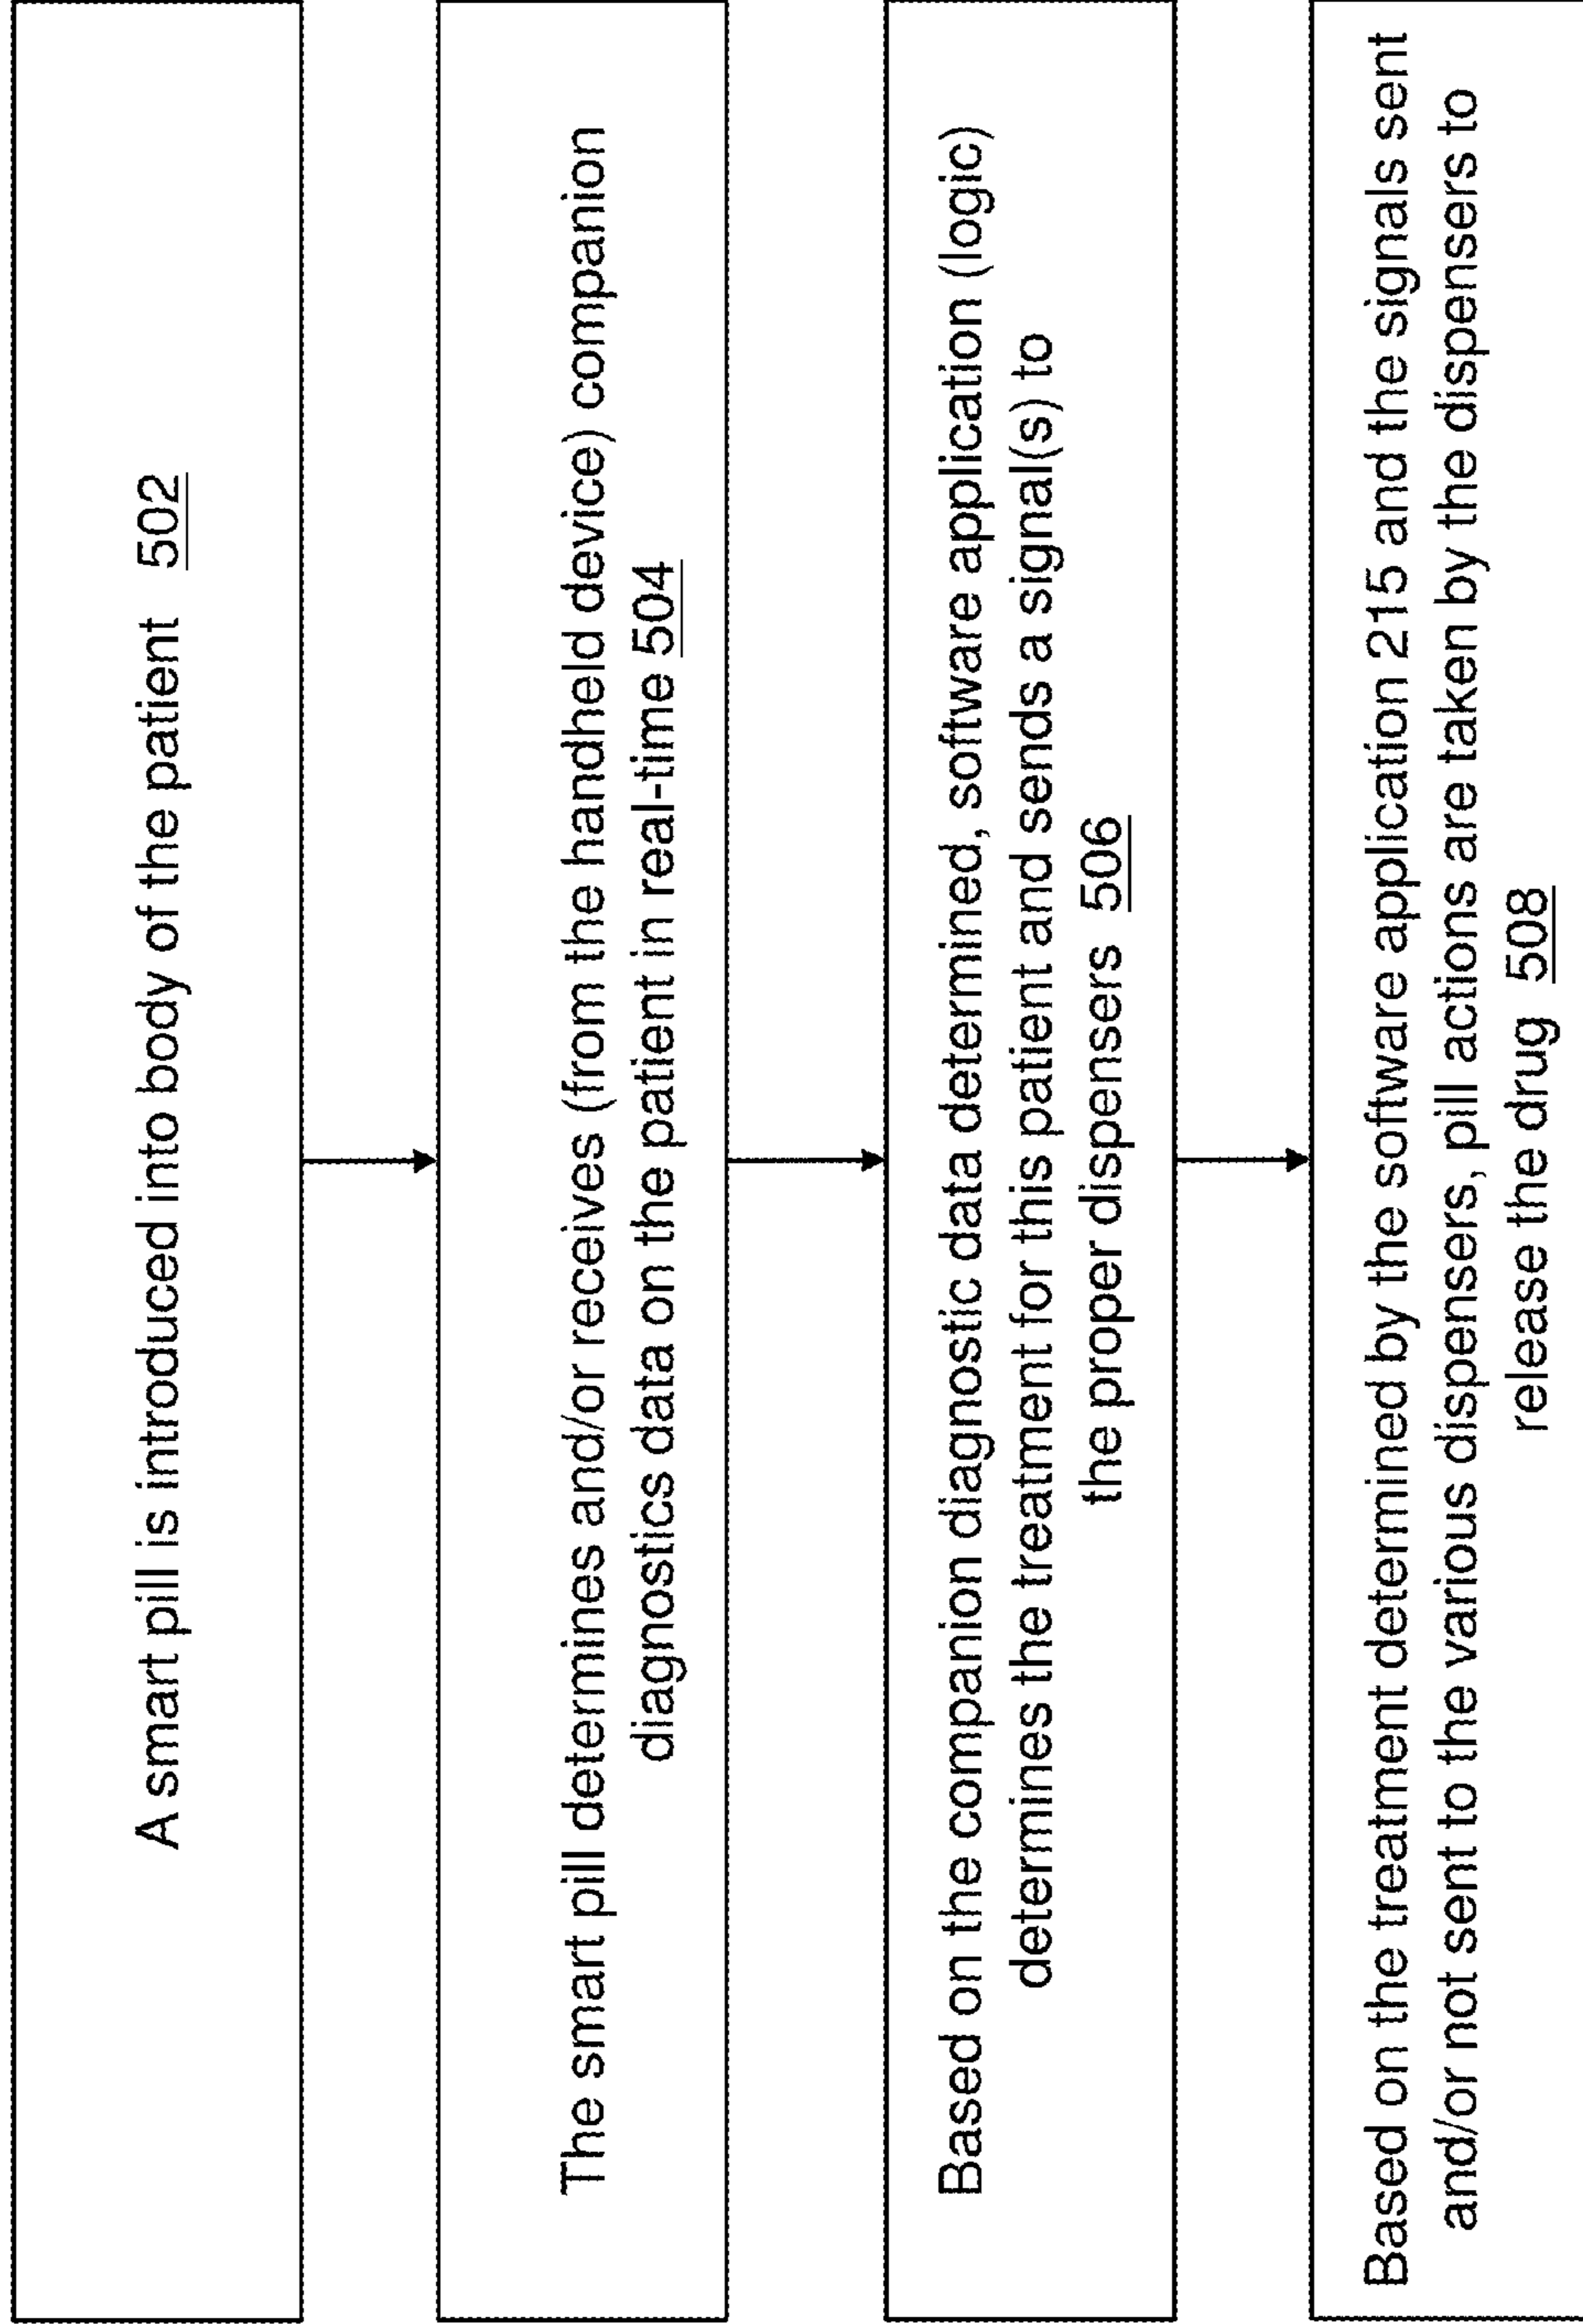 A smart pill is introduced into body of the patient 502
The smart pill determines and/or receives (from the handheld device) companion
diagnostics data on the patient in real-time 504
Based on the companion diagnostic data determined, software application (logic)
determines the treatment for this patient and sends a signal(s) to
the proper dispensers 506
Based on the treatment determined by the software application 215 and the signals sent
and/or not sent to the various dispensers, pill actions are taken by the dispensers to
release the drug 508